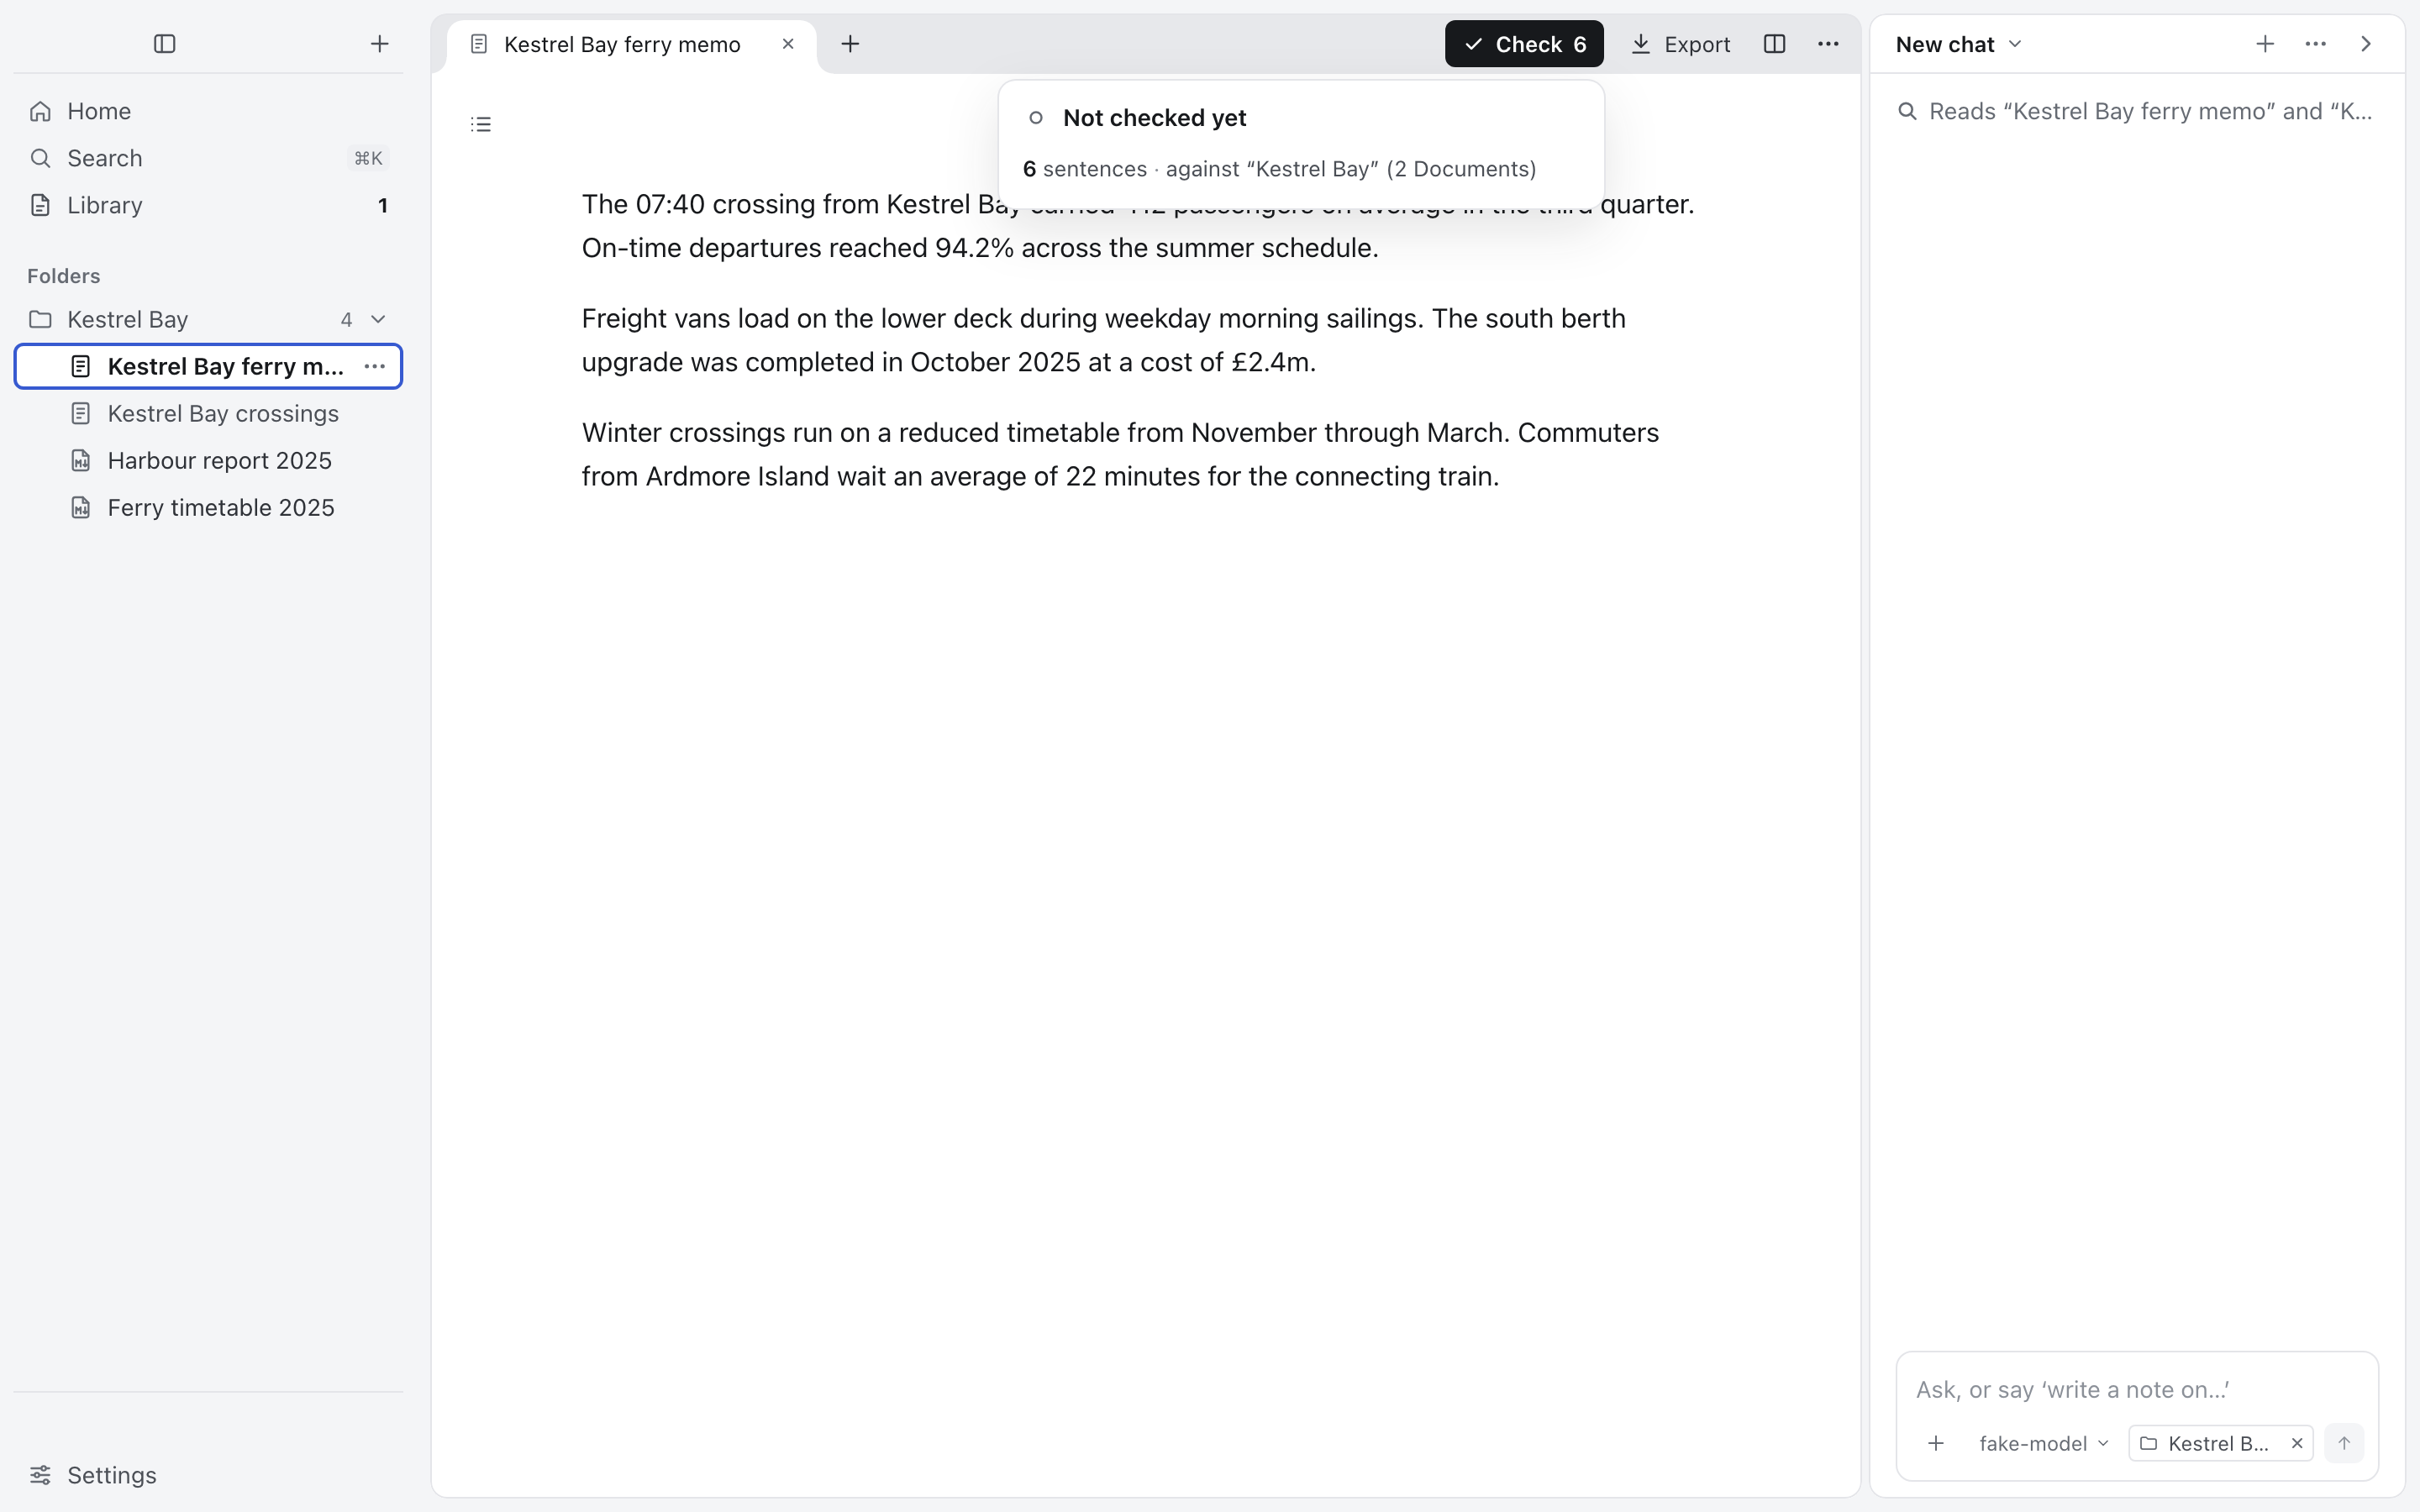 Kestrel Bay ferry memo
Check 6
Export
New chat
Home
Search ⌘K
Library 1
Folders
Kestrel Bay 4
Kestrel Bay ferry m...
Kestrel Bay crossings
Harbour report 2025
Ferry timetable 2025
Settings
Not checked yet
6 sentences · against “Kestrel Bay” (2 Documents)
The 07:40 crossing from Kestrel Bay quarter.
On-time departures reached 94.2% across the summer schedule.
Freight vans load on the lower deck during weekday morning sailings. The south berth
upgrade was completed in October 2025 at a cost of £2.4m.
Winter crossings run on a reduced timetable from November through March. Commuters
from Ardmore Island wait an average of 22 minutes for the connecting train.
Reads “Kestrel Bay ferry memo” and “K...
Ask, or say ‘write a note on...’
fake-model
Kestrel B...